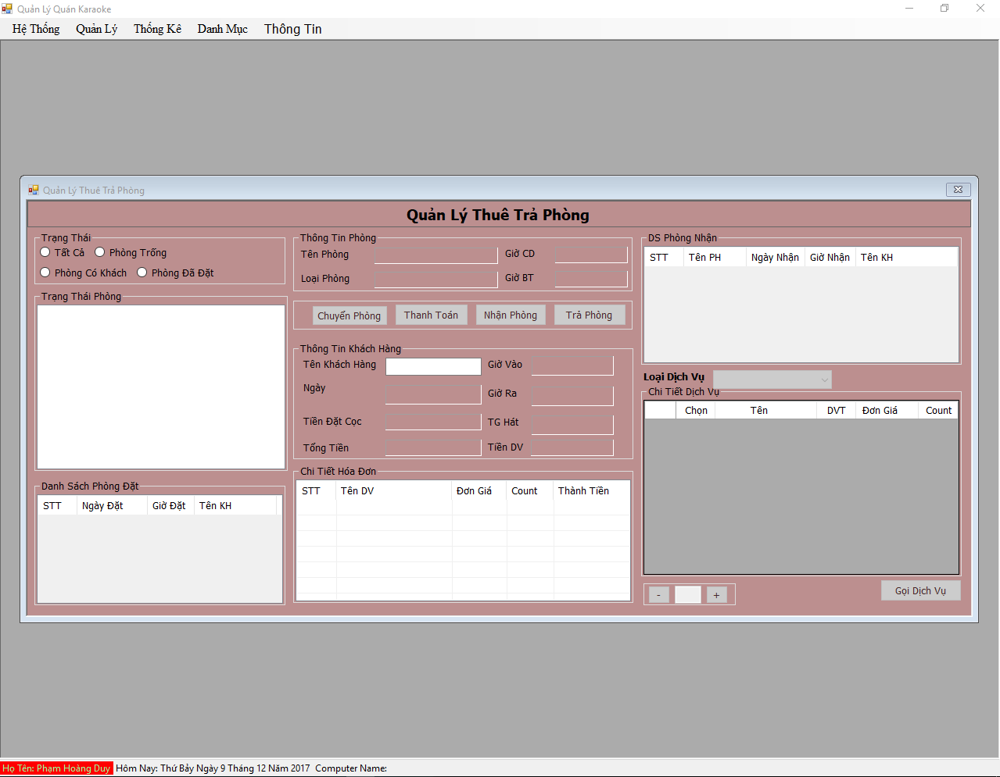 Quản Lý Quán Karaoke
Hệ Thống Quản Lý Thống Kê Danh Mục Thông Tin
Quản Lý Thuê Trả Phòng
Quản Lý Thuê Trả Phòng
Trạng Thái
Tất Cả Phòng Trống
Phòng Có Khách Phòng Đã Đặt
Trạng Thái Phòng
Danh Sách Phòng Đặt
STT Ngày Đặt Giờ Đặt Tên KH
Thông Tin Phòng
Tên Phòng Giờ CD
Loại Phòng Giờ BT
Chuyển Phòng Thanh Toán Nhận Phòng Trả Phòng
Thông Tin Khách Hàng
Tên Khách Hàng Giờ Vào
Ngày Giờ Ra
Tiền Đặt Cọc TG Hát
Tổng Tiền Tiền DV
Chi Tiết Hóa Đơn
STT Tên DV Đơn Giá Count Thành Tiền
DS Phòng Nhận
STT Tên PH Ngày Nhận Giờ Nhận Tên KH
Loại Dịch Vụ
Chi Tiết Dịch Vụ
Chọn Tên DVT Đơn Giá Count
- +
Gọi Dịch Vụ
Họ Tên: Phạm Hoàng Duy Hôm Nay: Thứ Bảy Ngày 9 Tháng 12 Năm 2017 Computer Name: